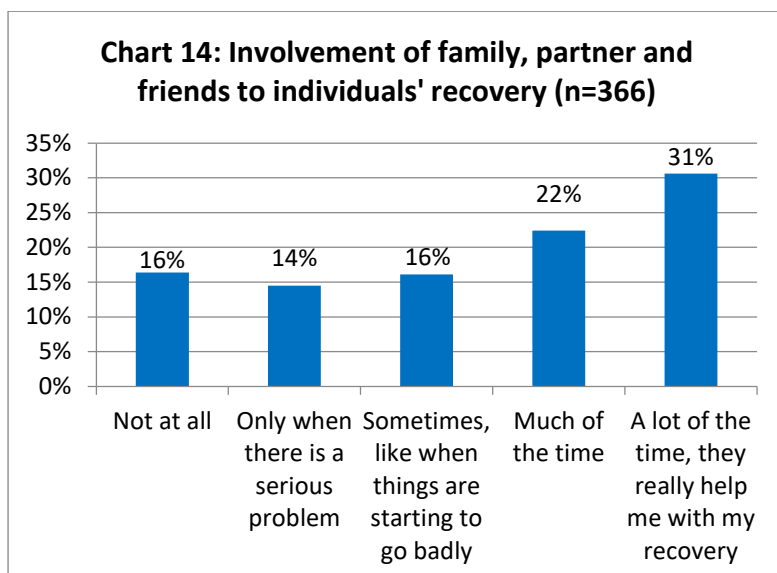 Chart 14: Involvement of family, partner and
friends to individuals' recovery (n=366)
35%
30%
25%
20%
15%
10%
5%
0%
16%
14%
16%
22%
31%
Not at all
Only when
there is a
serious
problem
Sometimes,
like when
things are
starting to
go badly
Much of
the time
A lot of the
time, they
really help
me with my
recovery